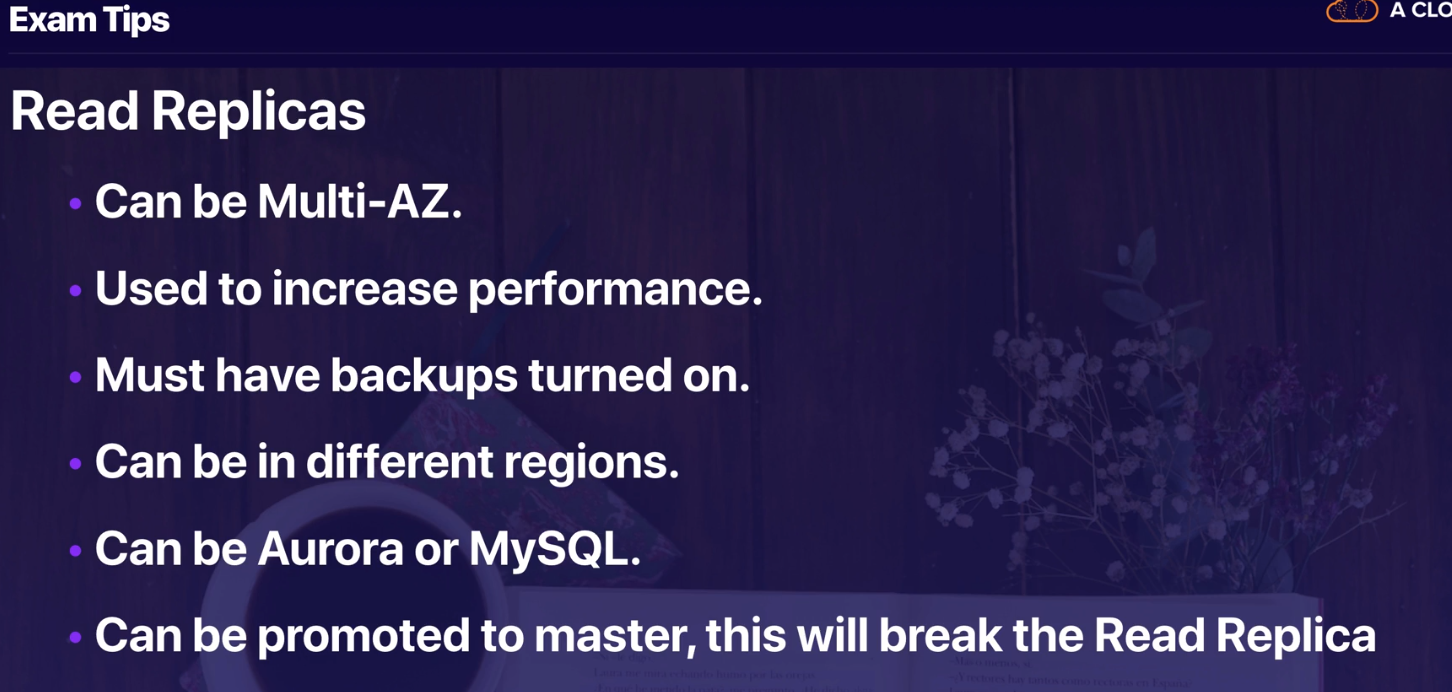 Exam Tips
A CLO
Read Replicas
• Can be Multi-AZ.
• Used to increase performance.
• Must have backups turned on.
• Can be in different regions.
• Can be Aurora or MySQL.
• Can be promoted to master, this will break the Read Replica